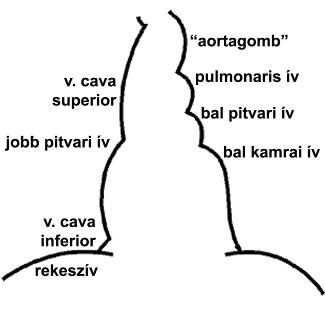 “aortagomb”
v. cava
superior
pulmonaris ív
bal pitvari ív
jobb pitvari ív
bal kamrai ív
v. cava
inferior
rekeszív